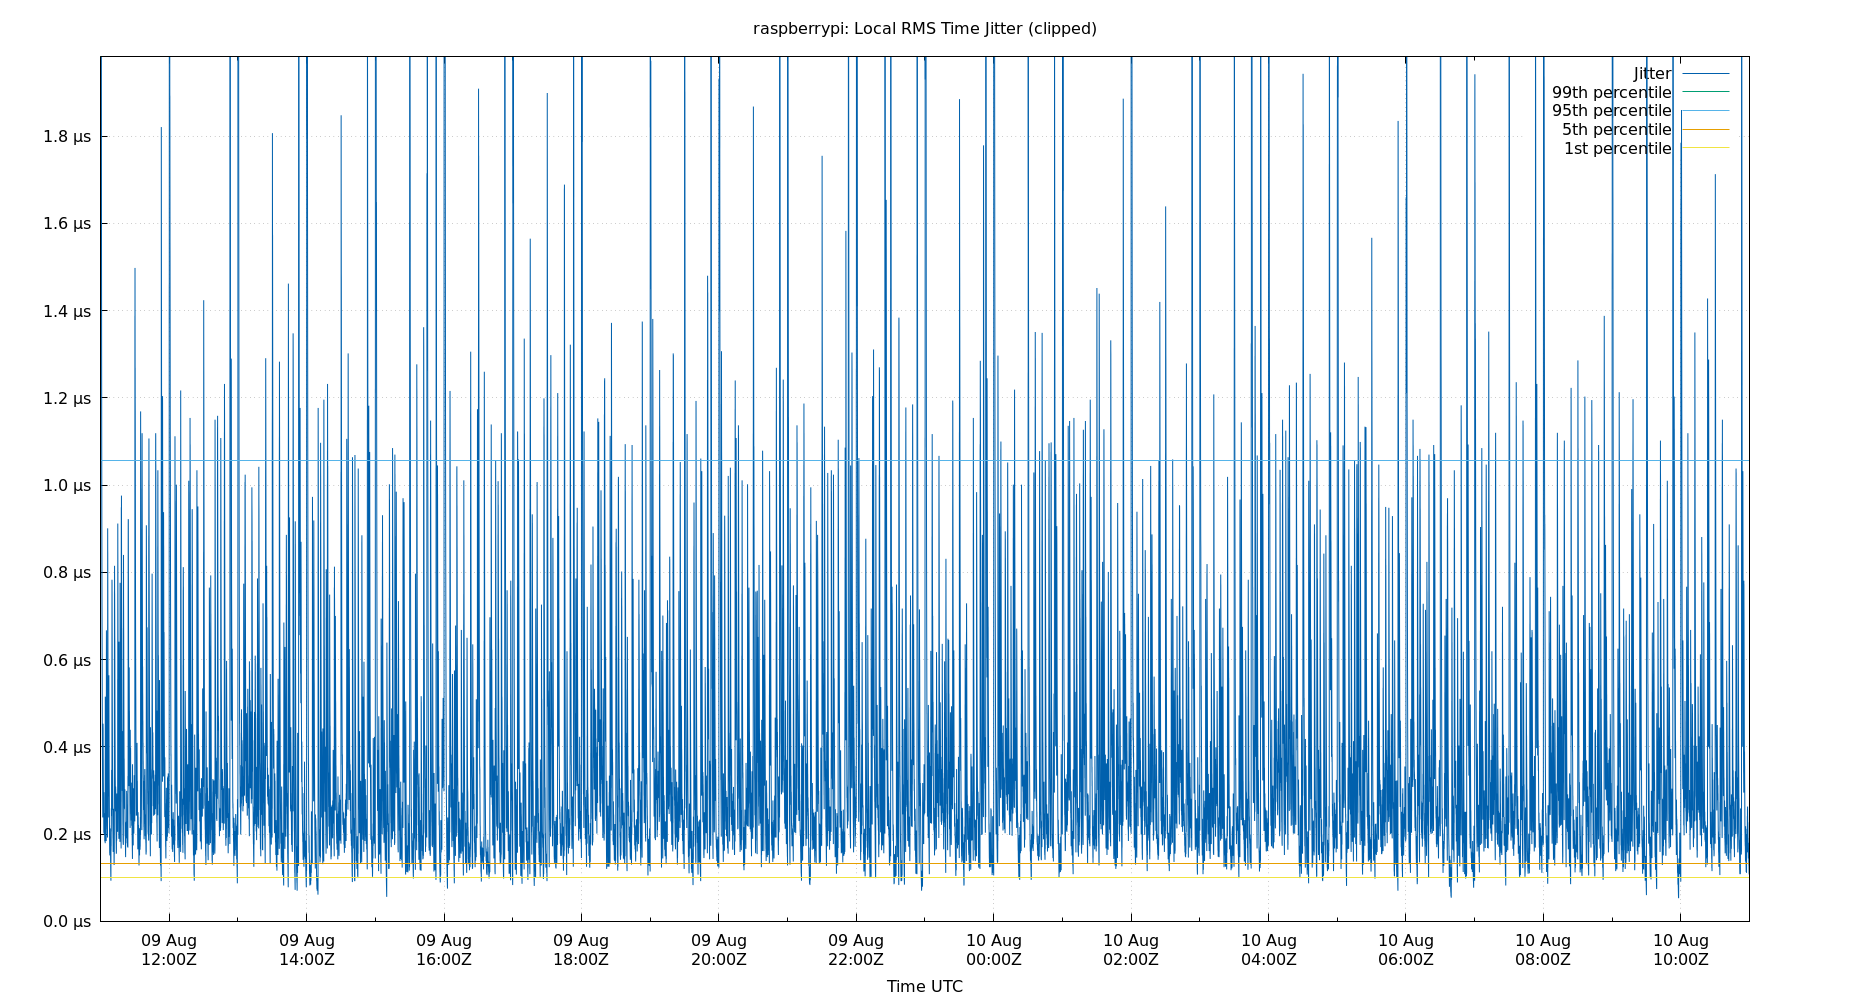 raspberrypi: Local RMS Time Jitter (clipped)
Jitter
99th percentile
95th percentile
5th percentile
1st percentile
1.8 µs
1.6 µs
1.4 µs
1.2 µs
1.0 µs
0.8 µs
0.6 µs
0.4 µs
0.2 µs
0.0 µs
09 Aug 09 Aug 09 Aug 09 Aug 09 Aug 09 Aug 10 Aug 10 Aug 10 Aug 10 Aug 10 Aug 10 Aug
12:00Z 14:00Z 16:00Z 18:00Z 20:00Z 22:00Z 00:00Z 02:00Z 04:00Z 06:00Z 08:00Z 10:00Z
Time UTC